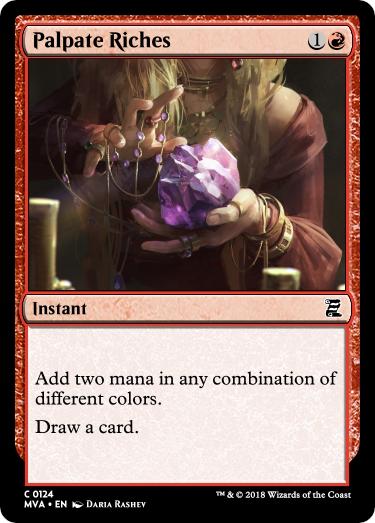 Palpate Riches 1
Instant
Add two mana in any combination of
different colors.
Draw a card.
C 0124
MVA • EN Daria Rashev
™ & © 2018 Wizards of the Coast